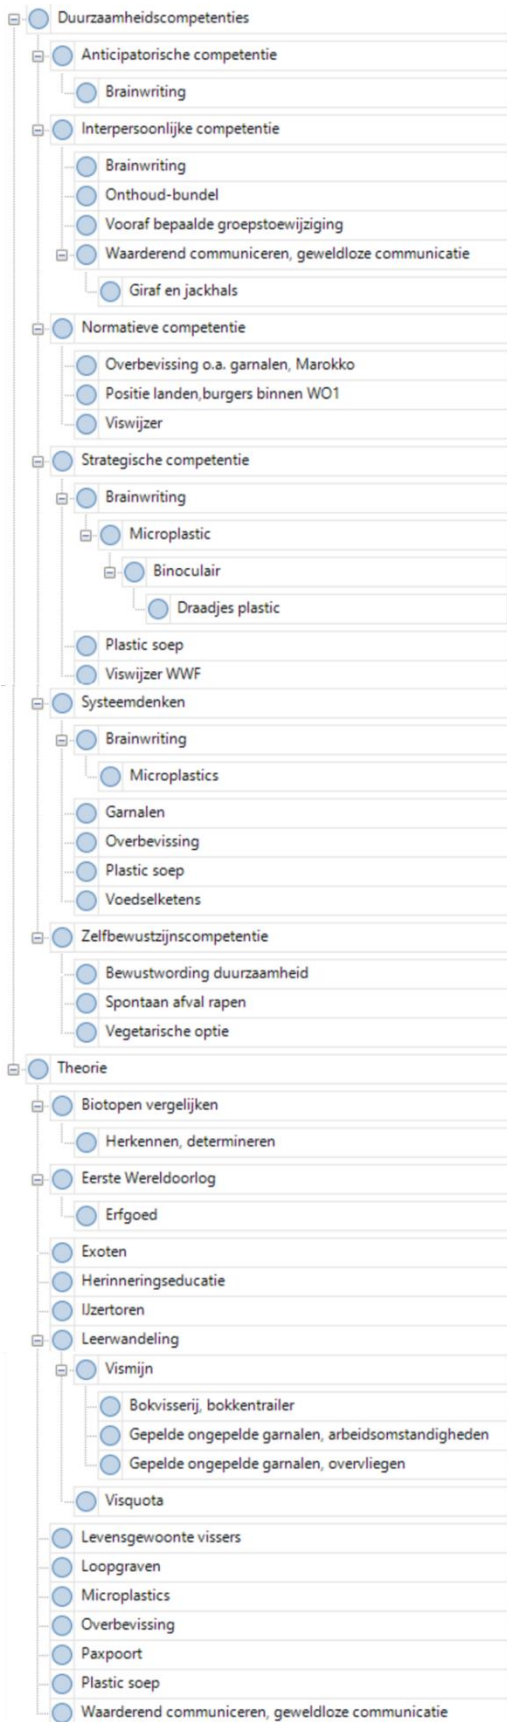 Duurzaamheidscompetenties
Anticipatorische competentie
Brainwriting
Interpersoonlijke competentie
Brainwriting
Onthoud-bundel
Vooraf bepaalde groepstoewijziging
Waarderend communiceren, geweldloze communicatie
Giraf en jackhals
Normatieve competentie
Overbevissing o.a. garnalen, Marokko
Positie landen,burgers binnen WO1
Viswijzer
Strategische competentie
Brainwriting
Microplastic
Binoculair
Draadjes plastic
Plastic soep
Viswijzer WWF
Systeemdenken
Brainwriting
Microplastics
Garnalen
Overbevissing
Plastic soep
Voedselketens
Zelfbewustzijnscompetentie
Bewustwording duurzaamheid
Spontaan afval rapen
Vegetarische optie
Theorie
Biotopen vergelijken
Herkennen, determineren
Eerste Wereldoorlog
Erfgoed
Exoten
Herinneringseducatie
IJzertoren
Leerwandeling
Vismijn
Bokvisserij, bokkentrailer
Gepelde ongepelde garnalen, arbeidsomstandigheden
Gepelde ongepelde garnalen, overvliegen
Visquota
Levensgewoonte vissers
Loopgraven
Microplastics
Overbevissing
Paxpoort
Plastic soep
Waarderend communiceren, geweldloze communicatie